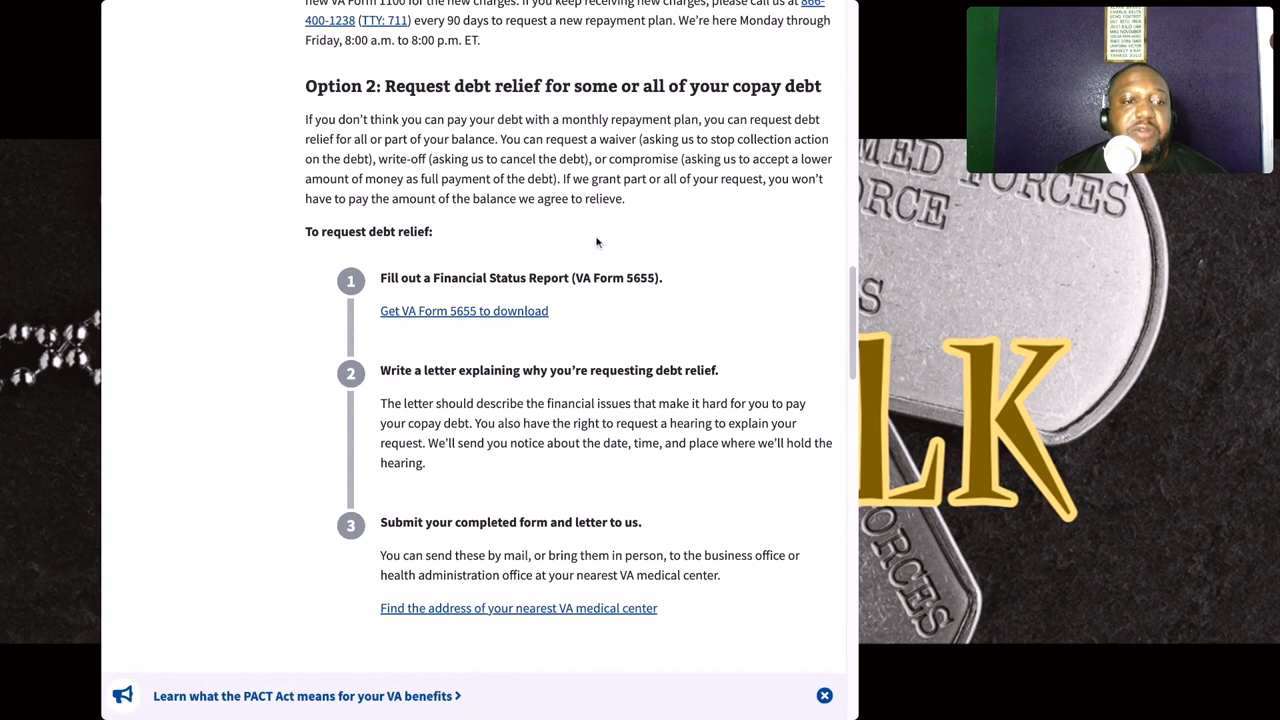 new VA Form 1100 for the new charges. If you keep receiving new charges, please call us at 866-
400-1238 (TTY: 711) every 90 days to request a new repayment plan. We’re here Monday through
Friday, 8:00 a.m. to 8:00 p.m. ET.
Option 2: Request debt relief for some or all of your copay debt
If you don’t think you can pay your debt with a monthly repayment plan, you can request debt
relief for all or part of your balance. You can request a waiver (asking us to stop collection action
on the debt), write-off (asking us to cancel the debt), or compromise (asking us to accept a lower
amount of money as full payment of the debt). If we grant part or all of your request, you won’t
have to pay the amount of the balance we agree to relieve.
To request debt relief:
1
Fill out a Financial Status Report (VA Form 5655).
Get VA Form 5655 to download
2
Write a letter explaining why you’re requesting debt relief.
The letter should describe the financial issues that make it hard for you to pay
your copay debt. You also have the right to request a hearing to explain your
request. We’ll send you notice about the date, time, and place where we’ll hold the
hearing.
3
Submit your completed form and letter to us.
You can send these by mail, or bring them in person, to the business office or
health administration office at your nearest VA medical center.
Find the address of your nearest VA medical center
Learn what the PACT Act means for your VA benefits
MED FORCES
ORCE
S
LK
FORCES